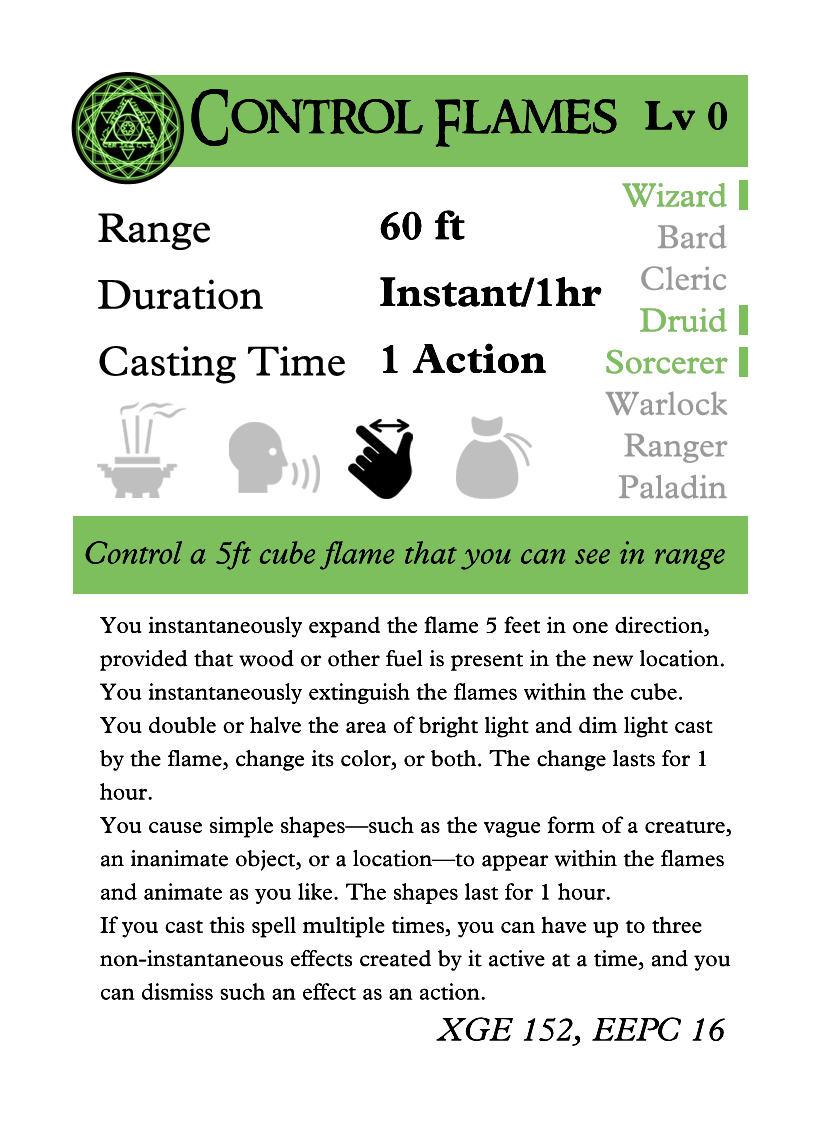 Control Flames Lv 0
Wizard
Bard
Cleric
Druid
Sorcerer
Warlock
Ranger
Paladin
Range 60 ft
Duration Instant/1hr
Casting Time 1 Action
Control a 5ft cube flame that you can see in range
You instantaneously expand the flame 5 feet in one direction,
provided that wood or other fuel is present in the new location.
You instantaneously extinguish the flames within the cube.
You double or halve the area of bright light and dim light cast
by the flame, change its color, or both. The change lasts for 1
hour.
You cause simple shapes—such as the vague form of a creature,
an inanimate object, or a location—to appear within the flames
and animate as you like. The shapes last for 1 hour.
If you cast this spell multiple times, you can have up to three
non-instantaneous effects created by it active at a time, and you
can dismiss such an effect as an action.
XGE 152, EEPC 16